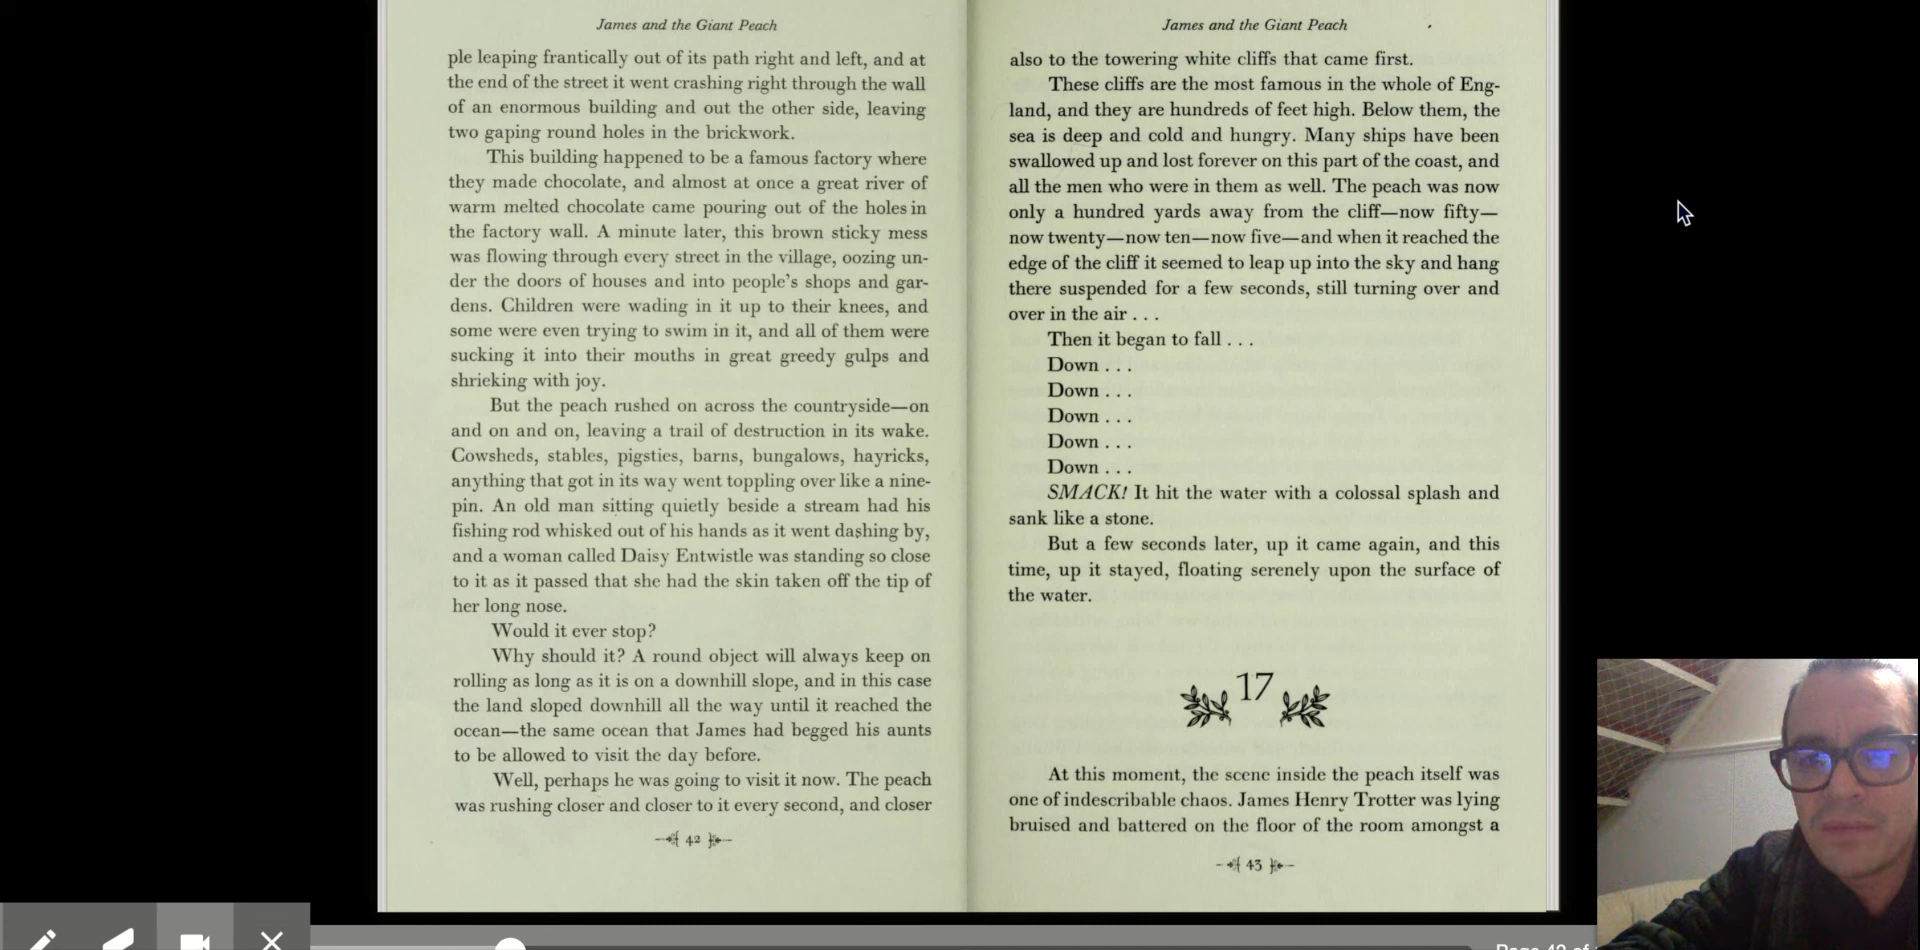 James and the Giant Peach
ple leaping frantically out of its path right and left, and at
the end of the street it went crashing right through the wall
of an enormous building and out the other side, leaving
two gaping round holes in the brickwork.
This building happened to be a famous factory where
they made chocolate, and almost at once a great river of
warm melted chocolate came pouring out of the holes in
the factory wall. A minute later, this brown sticky mess
was flowing through every street in the village, oozing un-
der the doors of houses and into people's shops and gar-
dens. Children were wading in it up to their knees, and
some were even trying to swim in it, and all of them were
sucking it into their mouths in great greedy gulps and
shrieking with joy.
But the peach rushed on across the countryside—on
and on and on, leaving a trail of destruction in its wake.
Cowsheds, stables, pigsties, barns, bungalows, hayricks,
anything that got in its way went toppling over like a nine-
pin. An old man sitting quietly beside a stream had his
fishing rod whisked out of his hands as it went dashing by,
and a woman called Daisy Entwistle was standing so close
to it as it passed that she had the skin taken off the tip of
her long nose.
Would it ever stop?
Why should it? A round object will always keep on
rolling as long as it is on a downhill slope, and in this case
the land sloped downhill all the way until it reached the
ocean—the same ocean that James had begged his aunts
to be allowed to visit the day before.
Well, perhaps he was going to visit it now. The peach
was rushing closer and closer to it every second, and closer
42
James and the Giant Peach
also to the towering white cliffs that came first.
These cliffs are the most famous in the whole of Eng-
land, and they are hundreds of feet high. Below them, the
sea is deep and cold and hungry. Many ships have been
swallowed up and lost forever on this part of the coast, and
all the men who were in them as well. The peach was now
only a hundred yards away from the cliff—now fifty—
now twenty—now ten—now five—and when it reached the
edge of the cliff it seemed to leap up into the sky and hang
there suspended for a few seconds, still turning over and
over in the air . . .
Then it began to fall . . .
Down . . .
Down . . .
Down . . .
Down . . .
Down . . .
SMACK! It hit the water with a colossal splash and
sank like a stone.
But a few seconds later, up it came again, and this
time, up it stayed, floating serenely upon the surface of
the water.
17
At this moment, the scene inside the peach itself was
one of indescribable chaos. James Henry Trotter was lying
bruised and battered on the floor of the room amongst a
43
Page 42 of